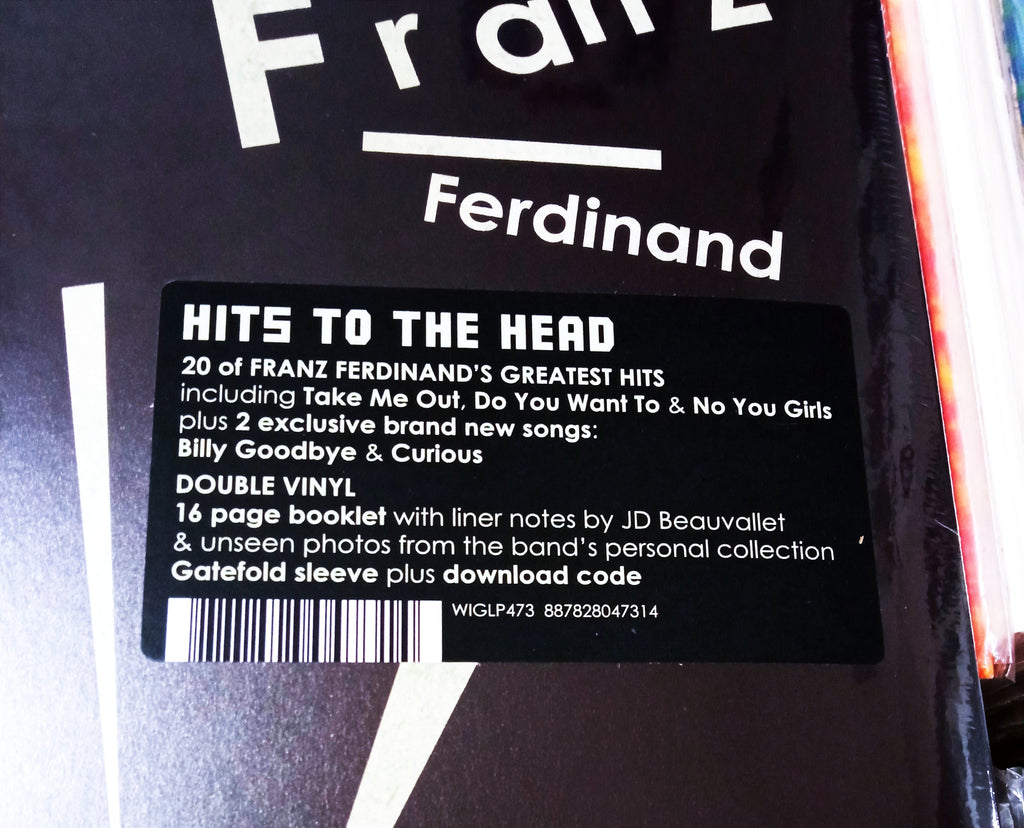 Franz
Ferdinand
HITS TO THE HEAD
20 of FRANZ FERDINAND'S GREATEST HITS
including Take Me Out, Do You Want To & No You Girls
plus 2 exclusive brand new songs:
Billy Goodbye & Curious
DOUBLE VINYL
16 page booklet with liner notes by JD Beauvallet
& unseen photos from the band's personal collection
Gatefold sleeve plus download code
WIGLP473 887828047314